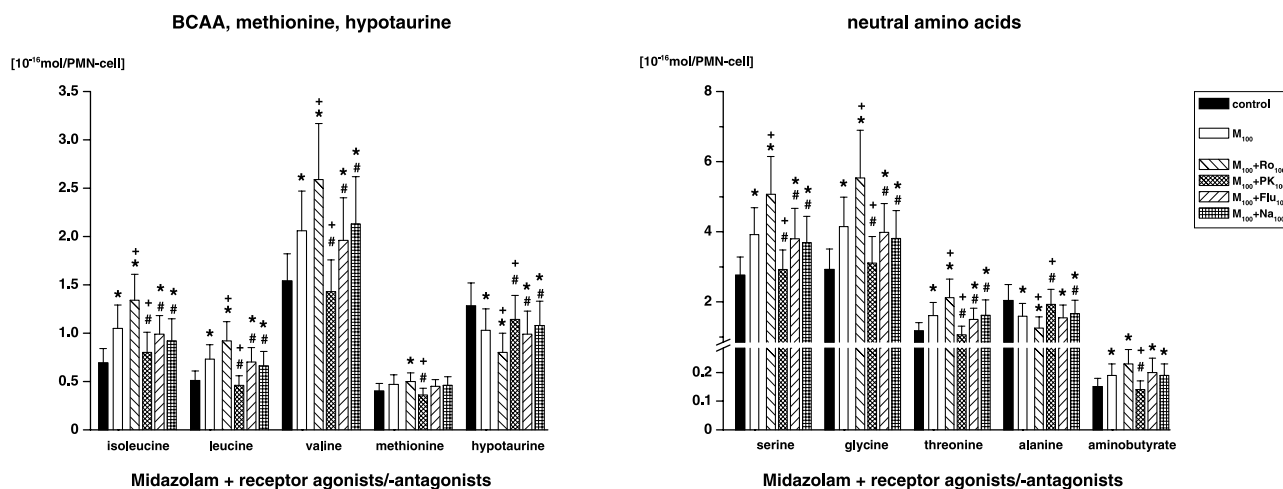 BCAA, methionine, hypotaurine
[10⁻¹⁶mol/PMN-cell]
3.5
3.0
2.5
2.0
1.5
1.0
0.5
0
isoleucine leucine valine methionine hypotaurine
Midazolam + receptor agonists/-antagonists
neutral amino acids
[10⁻¹⁶mol/PMN-cell]
8
6
4
2
0.2
0.1
0
serine glycine threonine alanine aminobutyrate
Midazolam + receptor agonists/-antagonists
control
M₁₀₀
M₁₀₀+Ro₁₀₀
M₁₀₀+PK₁₀₀
M₁₀₀+Flu₁₀
M₁₀₀+Na₁₀₀